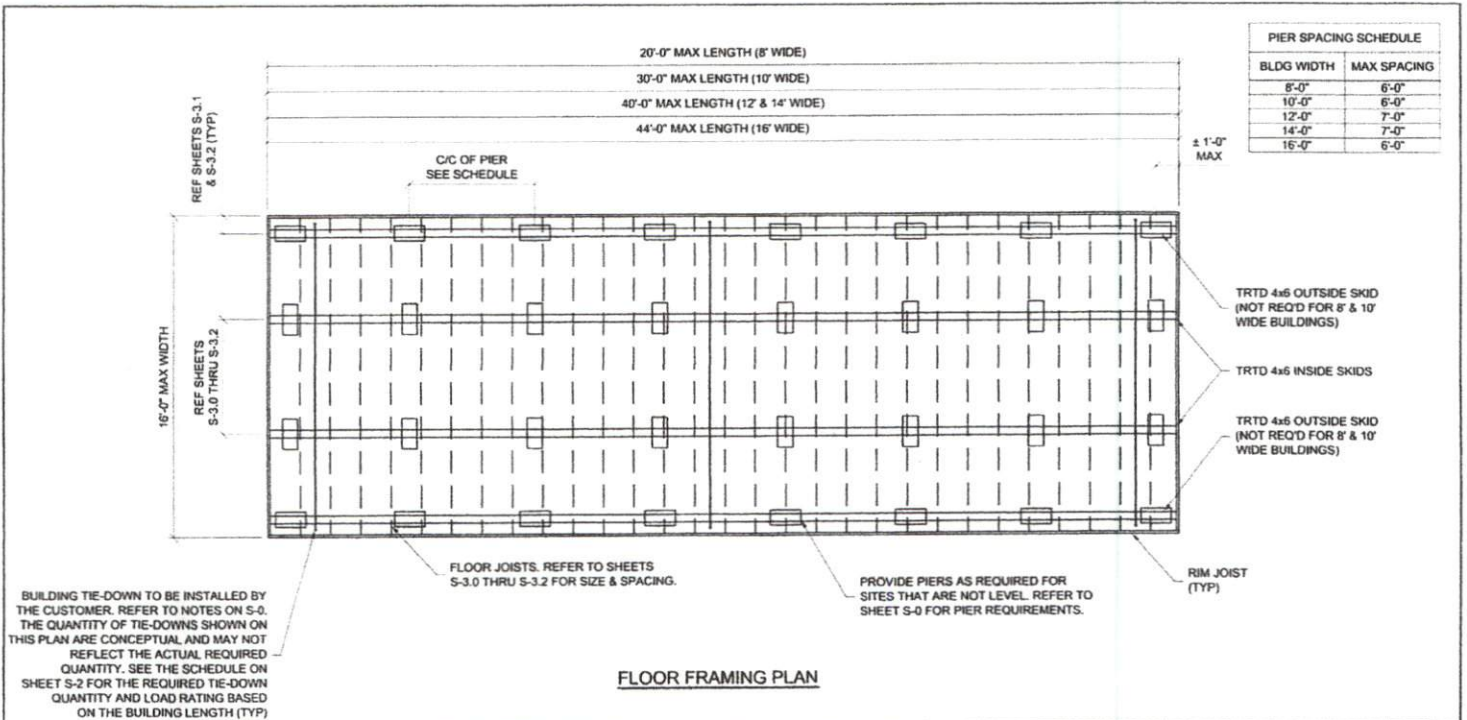 20'-0" MAX LENGTH (8' WIDE)
30'-0" MAX LENGTH (10' WIDE)
40'-0" MAX LENGTH (12' & 14' WIDE)
44'-0" MAX LENGTH (16' WIDE)
PIER SPACING SCHEDULE
BLDG WIDTH MAX SPACING
8'-0" 6'-0"
10'-0" 6'-0"
12'-0" 7'-0"
14'-0" 7'-0"
16'-0" 6'-0"
REF SHEETS S-3.1
& S-3.2 (TYP)
C/C OF PIER
SEE SCHEDULE
± 1'-0"
MAX
16'-0" MAX WIDTH
REF SHEETS
S-3.0 THRU S-3.2
TRTD 4x6 OUTSIDE SKID
(NOT REQ'D FOR 8' & 10'
WIDE BUILDINGS)
TRTD 4x6 INSIDE SKIDS
TRTD 4x6 OUTSIDE SKID
(NOT REQ'D FOR 8' & 10'
WIDE BUILDINGS)
BUILDING TIE-DOWN TO BE INSTALLED BY
THE CUSTOMER. REFER TO NOTES ON S-0.
THE QUANTITY OF TIE-DOWNS SHOWN ON
THIS PLAN ARE CONCEPTUAL AND MAY NOT
REFLECT THE ACTUAL REQUIRED
QUANTITY. SEE THE SCHEDULE ON
SHEET S-2 FOR THE REQUIRED TIE-DOWN
QUANTITY AND LOAD RATING BASED
ON THE BUILDING LENGTH (TYP)
FLOOR JOISTS. REFER TO SHEETS
S-3.0 THRU S-3.2 FOR SIZE & SPACING.
PROVIDE PIERS AS REQUIRED FOR
SITES THAT ARE NOT LEVEL. REFER TO
SHEET S-0 FOR PIER REQUIREMENTS.
RIM JOIST
(TYP)
FLOOR FRAMING PLAN